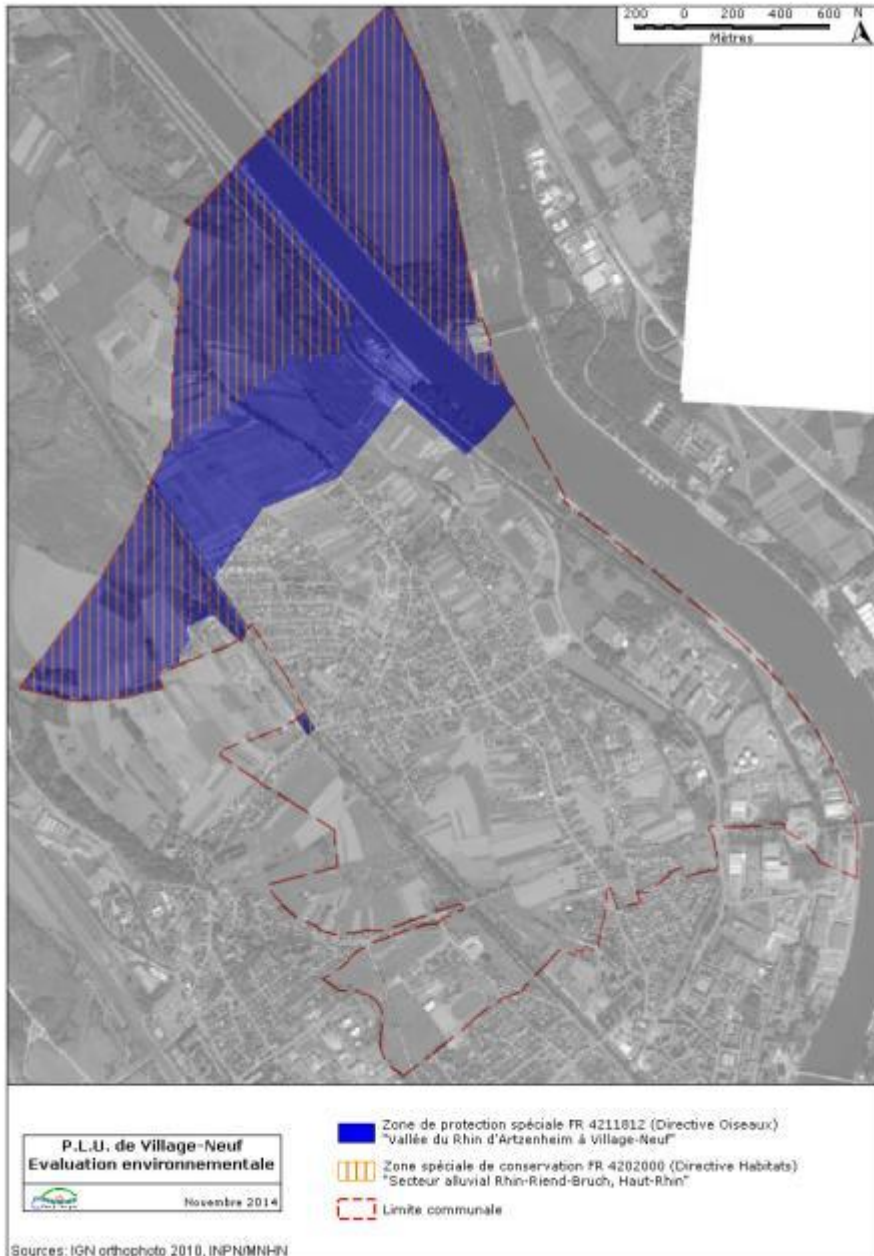 200 0 200 400 600 N
Mètres
Zone de protection spéciale FR 4211812 (Directive Oiseaux)
"Vallée du Rhin d'Artzenheim à Village-Neuf"
Zone spéciale de conservation FR 4202000 (Directive Habitats)
"Secteur alluvial Rhin-Riend-Bruch, Haut-Rhin"
Limite communale
P.L.U. de Village-Neuf
Evaluation environnementale
Novembre 2014
Sources: IGN orthophoto 2010, INPN/MNHN